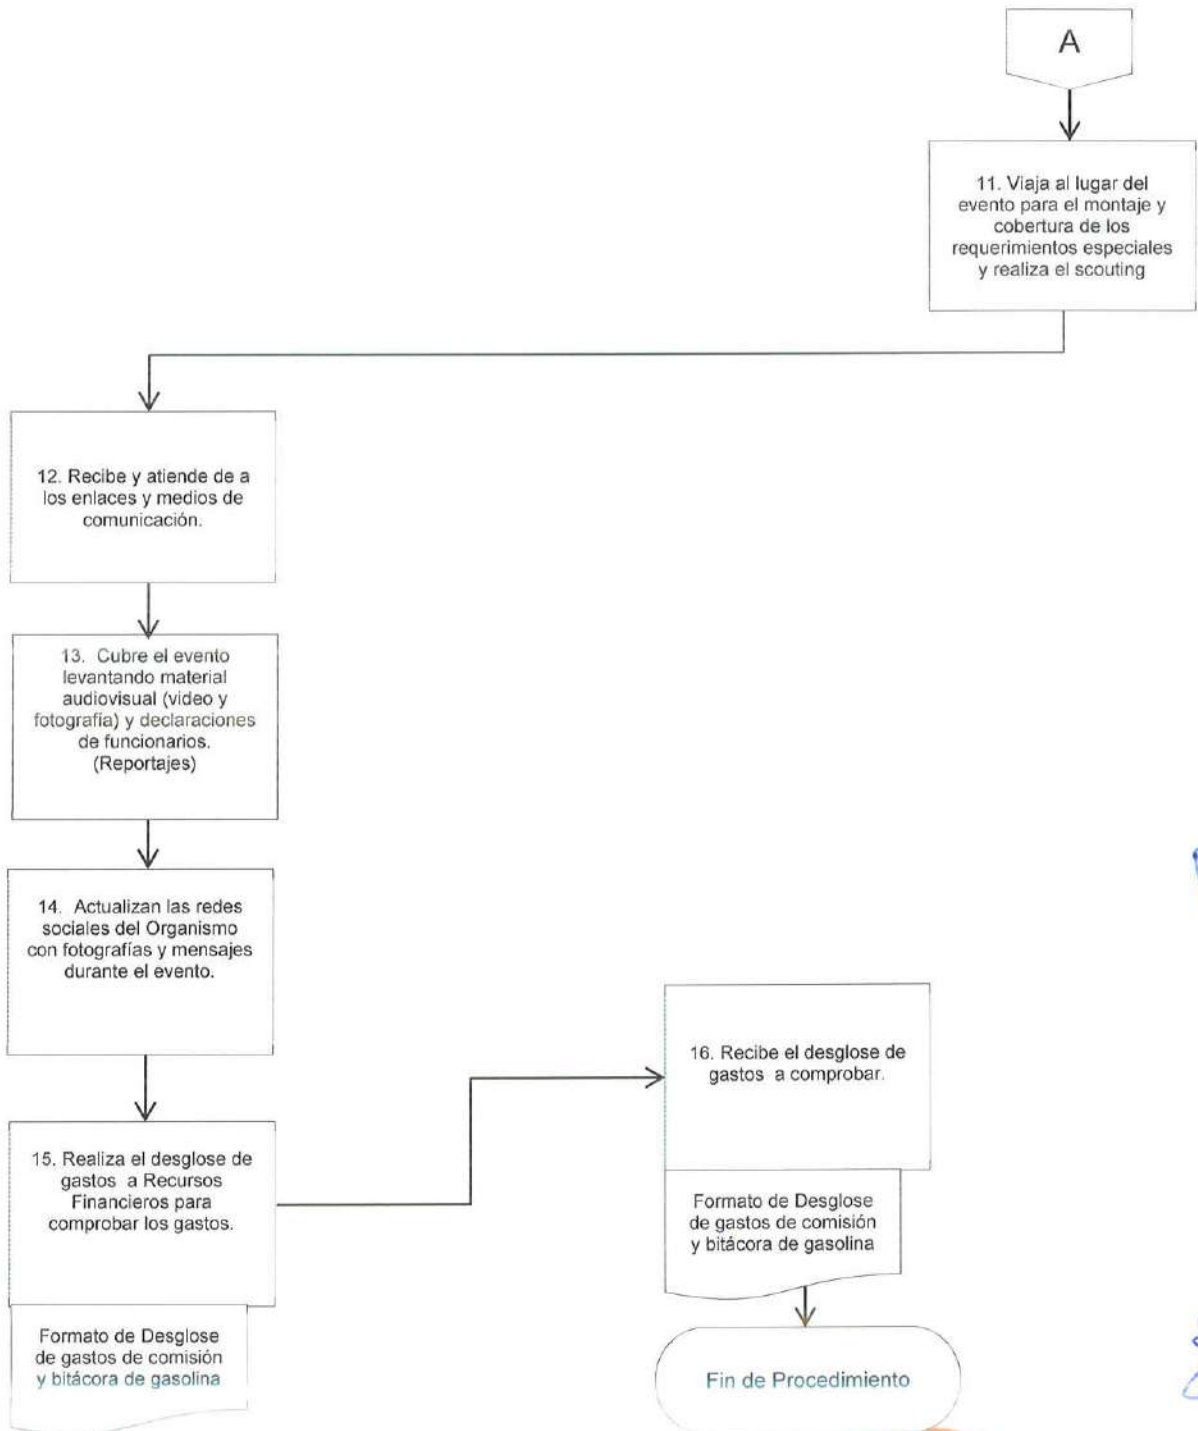 A
11. Viaja al lugar del
evento para el montaje y
cobertura de los
requerimientos especiales
y realiza el scouting
12. Recibe y atiende de a
los enlaces y medios de
comunicación.
13. Cubre el evento
levantando material
audiovisual (video y
fotografía) y declaraciones
de funcionarios.
(Reportajes)
14. Actualizan las redes
sociales del Organismo
con fotografías y mensajes
durante el evento.
15. Realiza el desglose de
gastos a Recursos
Financieros para
comprobar los gastos.
Formato de Desglose
de gastos de comisión
y bitácora de gasolina
16. Recibe el desglose de
gastos a comprobar.
Formato de Desglose
de gastos de comisión
y bitácora de gasolina
Fin de Procedimiento